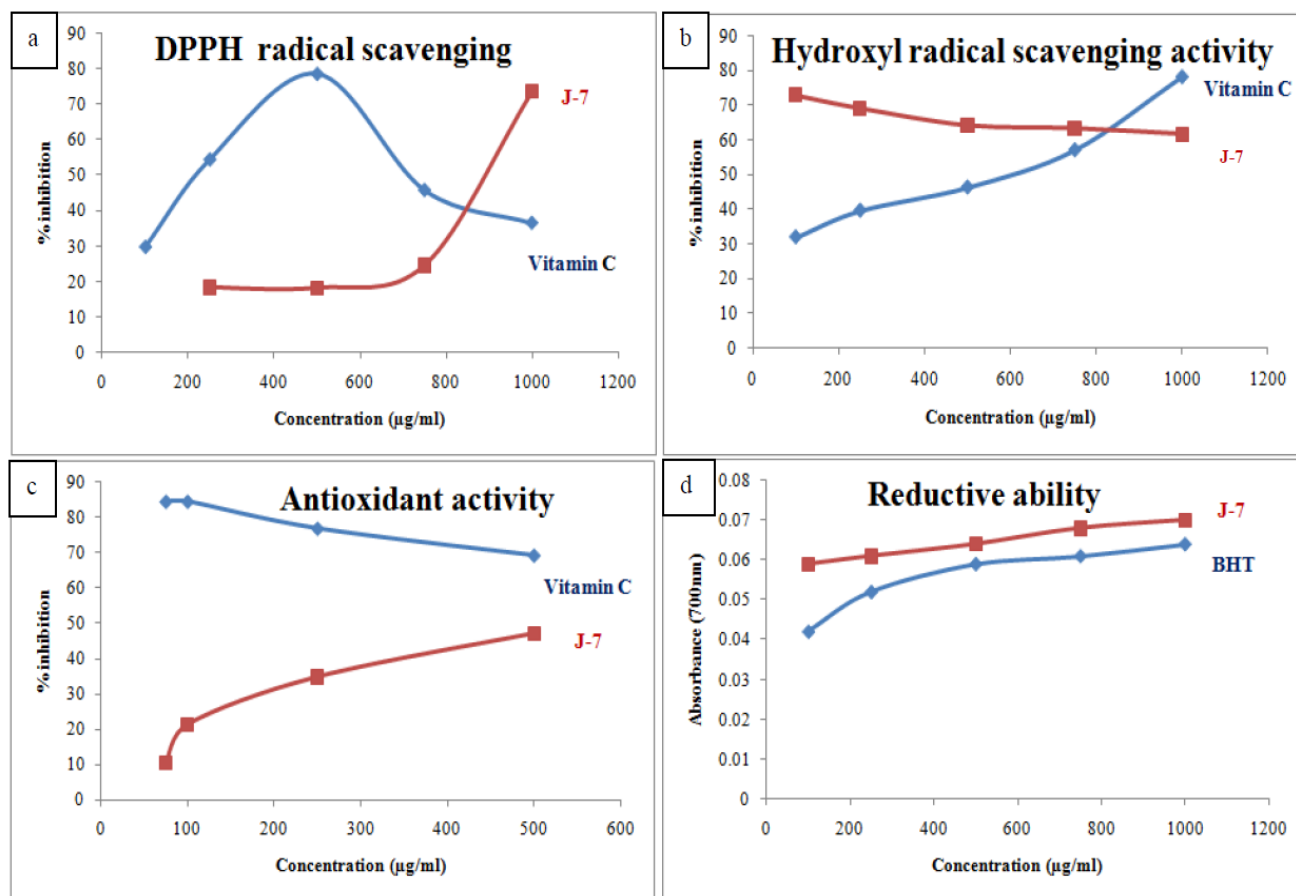 a
DPPH radical scavenging
90
80
70
60
50
40
30
20
10
0
% inhibition
J-7
Vitamin C
0 200 400 600 800 1000 1200
Concentration (µg/ml)
b
Hydroxyl radical scavenging activity
90
80
70
60
50
40
30
20
10
0
% inhibition
Vitamin C
J-7
0 200 400 600 800 1000 1200
Concentration (µg/ml)
c
Antioxidant activity
90
80
70
60
50
40
30
20
10
0
% inhibition
Vitamin C
J-7
0 100 200 300 400 500 600
Concentration (µg/ml)
d
Reductive ability
0.08
0.07
0.06
0.05
0.04
0.03
0.02
0.01
0
Absorbance (700nm)
J-7
BHT
0 200 400 600 800 1000 1200
Concentration (µg/ml)